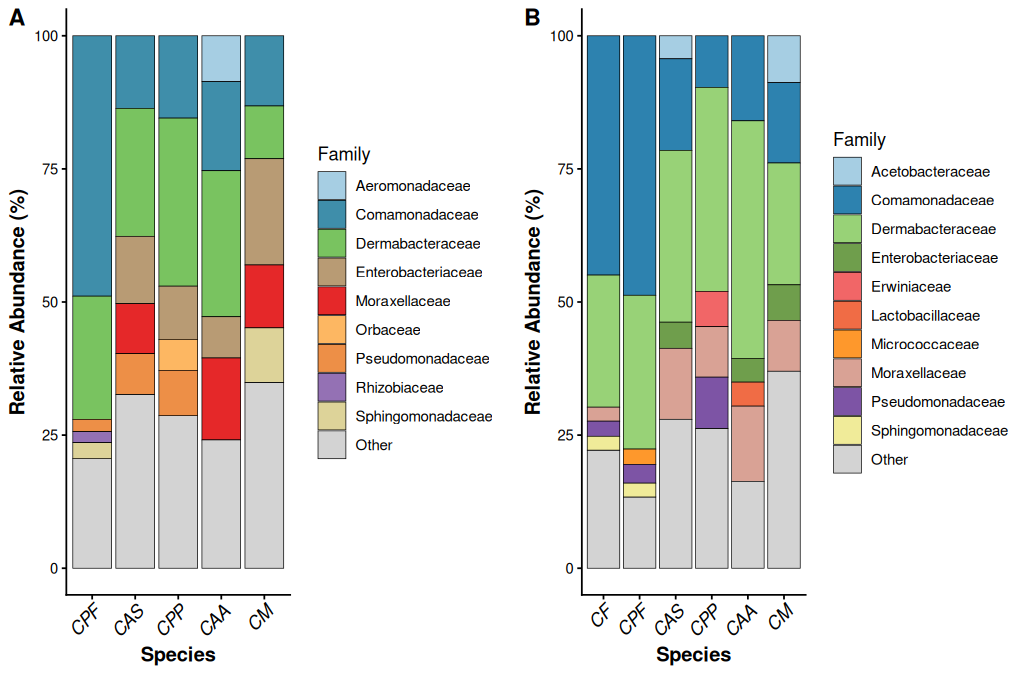 A
Relative Abundance (%)
100
75
50
25
0
CPF
CAS
CPP
CAA
CM
Species
Family
Aeromonadaceae
Comamonadaceae
Dermabacteraceae
Enterobacteriaceae
Moraxellaceae
Orbaceae
Pseudomonadaceae
Rhizobiaceae
Sphingomonadaceae
Other
B
Relative Abundance (%)
100
75
50
25
0
CF
CPF
CAS
CPP
CAA
CM
Species
Family
Acetobacteraceae
Comamonadaceae
Dermabacteraceae
Enterobacteriaceae
Erwiniaceae
Lactobacillaceae
Micrococcaceae
Moraxellaceae
Pseudomonadaceae
Sphingomonadaceae
Other